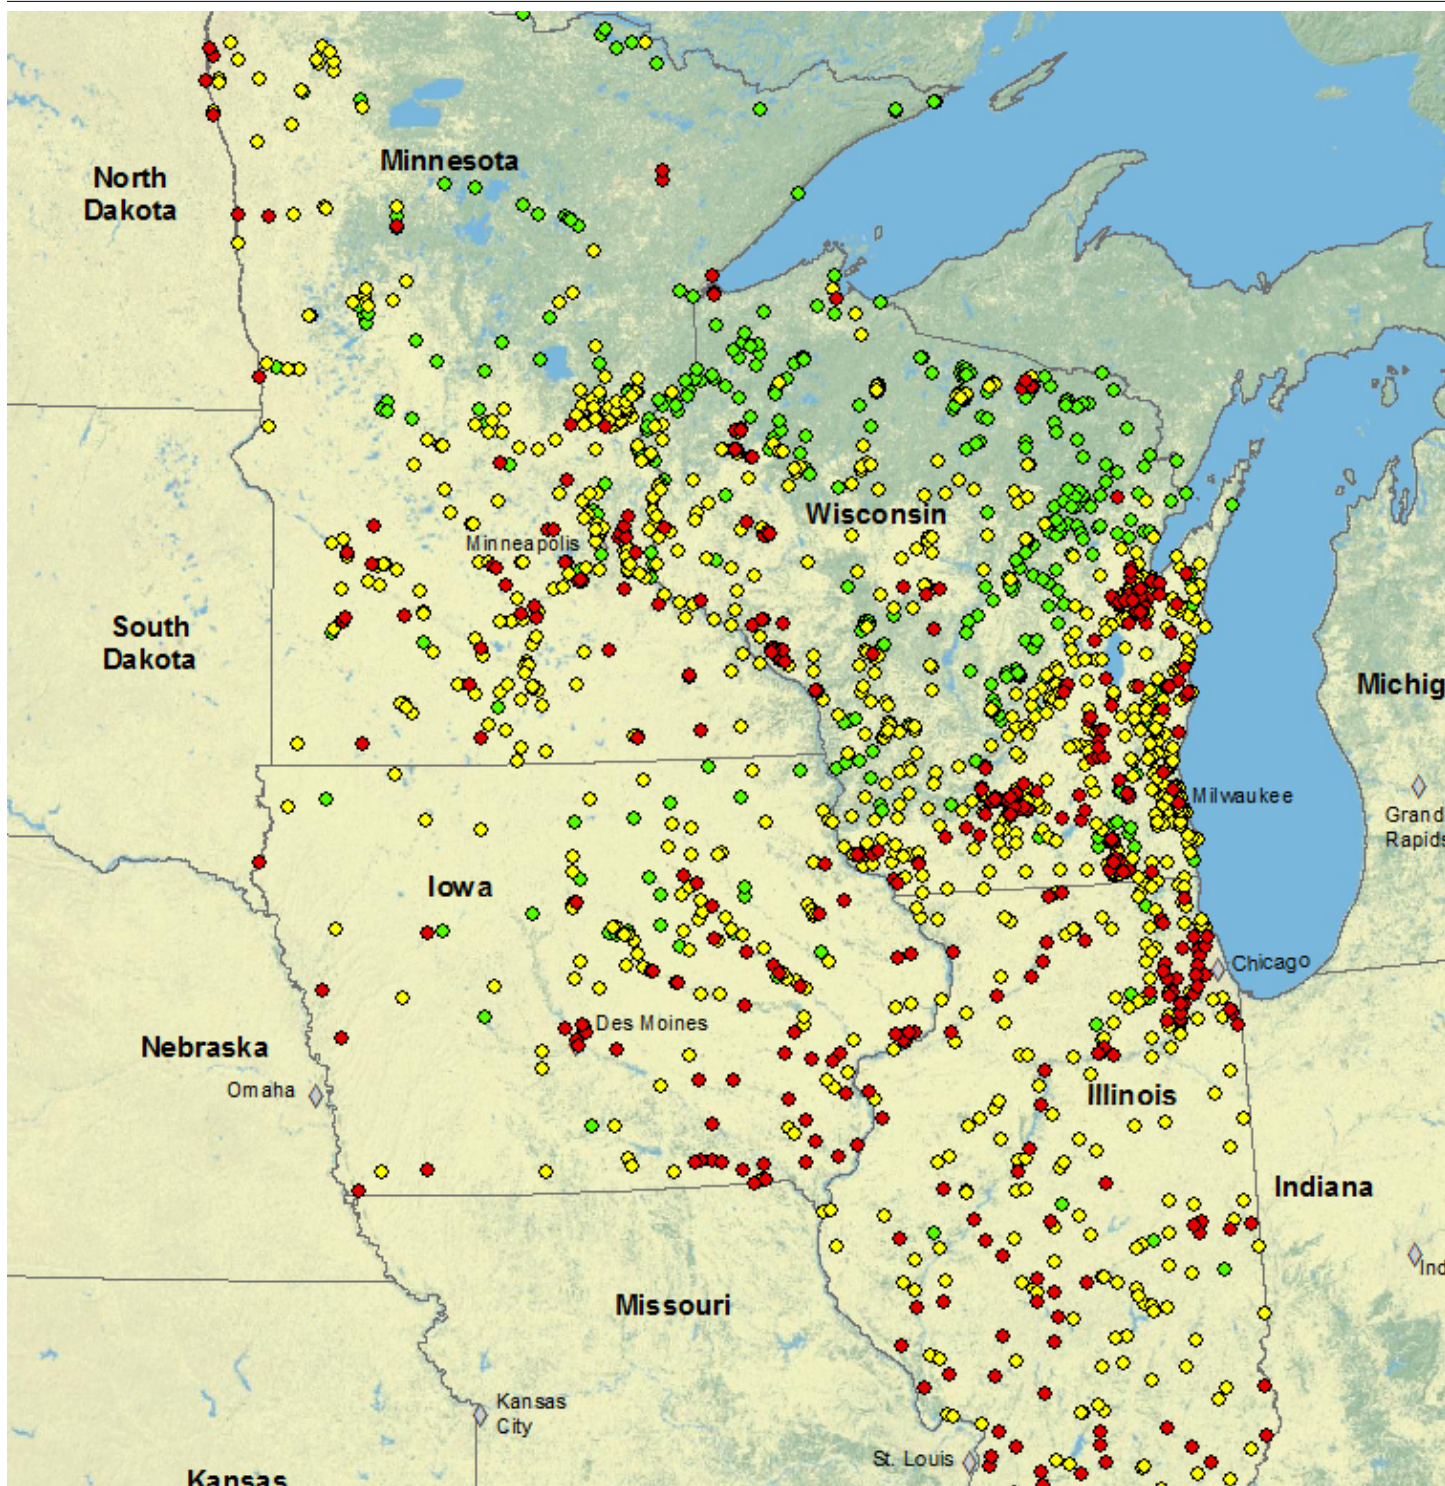 Minnesota
North
Dakota
Wisconsin
Minneapolis
South
Dakota
Michig
Milwaukee
Grand
Rapids
Iowa
Chicago
Des Moines
Nebraska
Omaha
Illinois
Indiana
Ind
Missouri
Kansas
City
St. Louis
Kansas